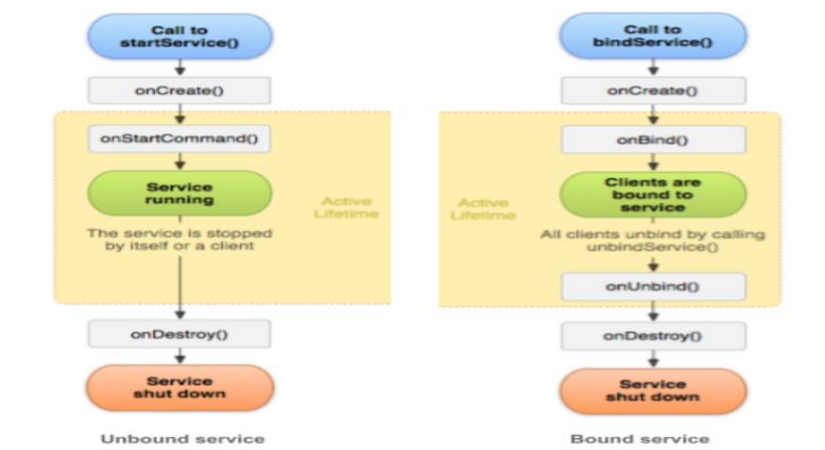 Call to
startService()
onCreate()
onStartCommand()
Service
running
Active
Lifetime
The service is stopped
by itself or a client
onDestroy()
Service
shut down
Unbound service
Call to
bindService()
onCreate()
onBind()
Clients are
bound to
service
Active
Lifetime
All clients unbind by calling
unbindService()
onUnbind()
onDestroy()
Service
shut down
Bound service